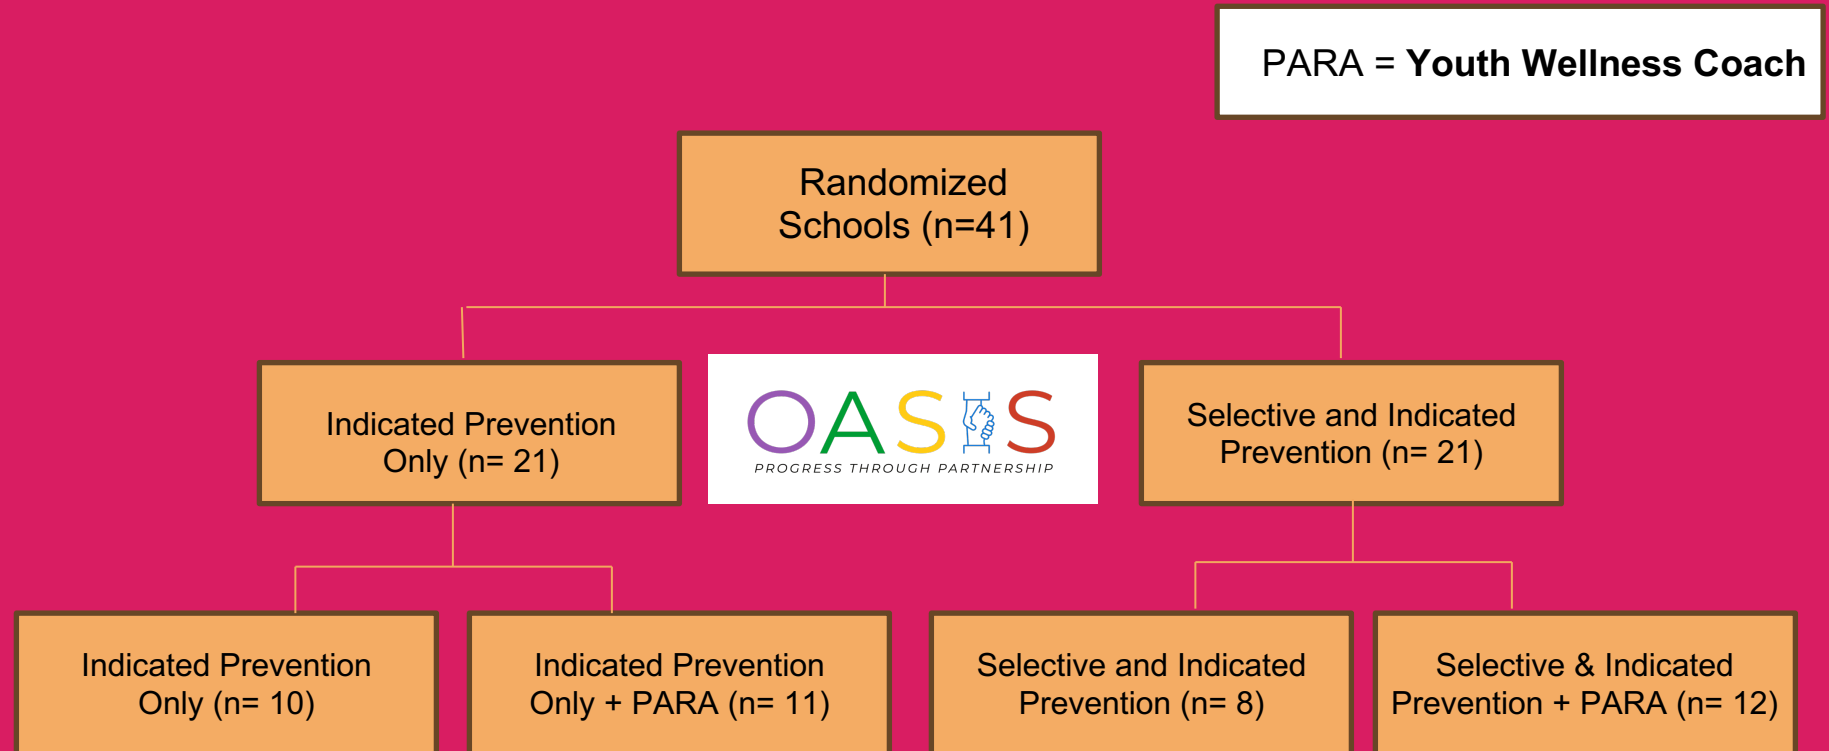 PARA = Youth Wellness Coach
Randomized
Schools (n=41)
Indicated Prevention
Only (n= 21)
OASIS
PROGRESS THROUGH PARTNERSHIP
Selective and Indicated
Prevention (n= 21)
Indicated Prevention
Only (n= 10)
Indicated Prevention
Only + PARA (n= 11)
Selective and Indicated
Prevention (n= 8)
Selective & Indicated
Prevention + PARA (n= 12)